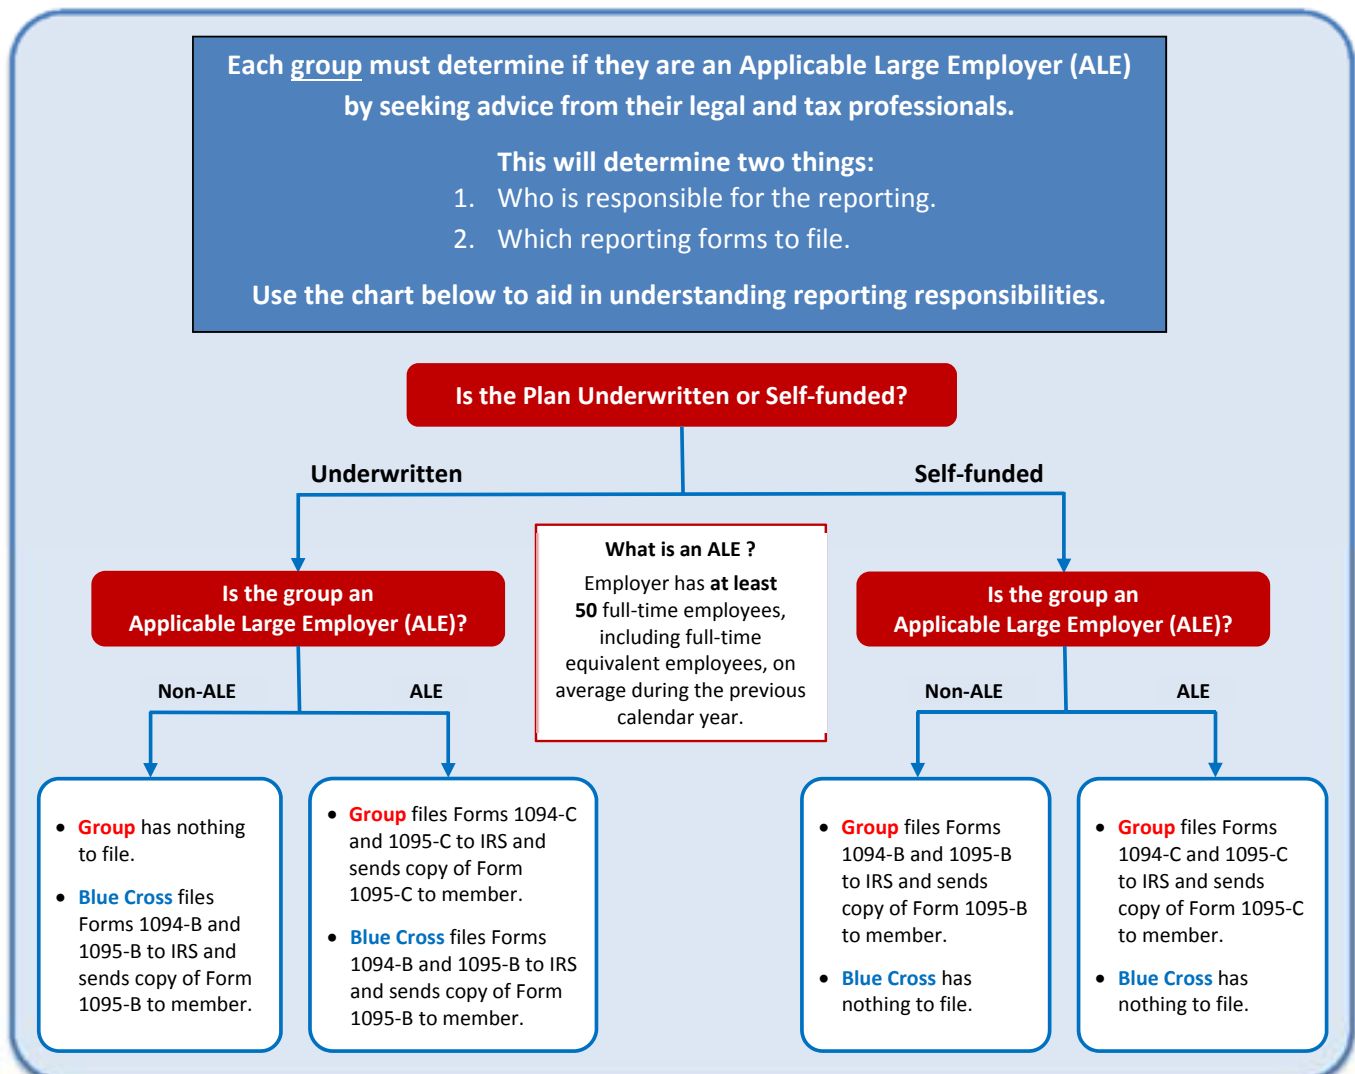 Each group must determine if they are an Applicable Large Employer (ALE)
by seeking advice from their legal and tax professionals.
This will determine two things:
1. Who is responsible for the reporting.
2. Which reporting forms to file.
Use the chart below to aid in understanding reporting responsibilities.
Is the Plan Underwritten or Self-funded?
Underwritten
Self-funded
Is the group an
Applicable Large Employer (ALE)?
What is an ALE ?
Employer has at least
50 full-time employees,
including full-time
equivalent employees, on
average during the previous
calendar year.
Is the group an
Applicable Large Employer (ALE)?
Non-ALE
ALE
Non-ALE
ALE
• Group has nothing
to file.
• Blue Cross files
Forms 1094-B and
1095-B to IRS and
sends copy of Form
1095-B to member.
• Group files Forms 1094-C
and 1095-C to IRS and
sends copy of Form
1095-C to member.
• Blue Cross files Forms
1094-B and 1095-B to IRS
and sends copy of Form
1095-B to member.
• Group files Forms
1094-B and 1095-B
to IRS and sends
copy of Form 1095-B
to member.
• Blue Cross has
nothing to file.
• Group files Forms
1094-C and 1095-C
to IRS and sends
copy of Form 1095-C
to member.
• Blue Cross has
nothing to file.